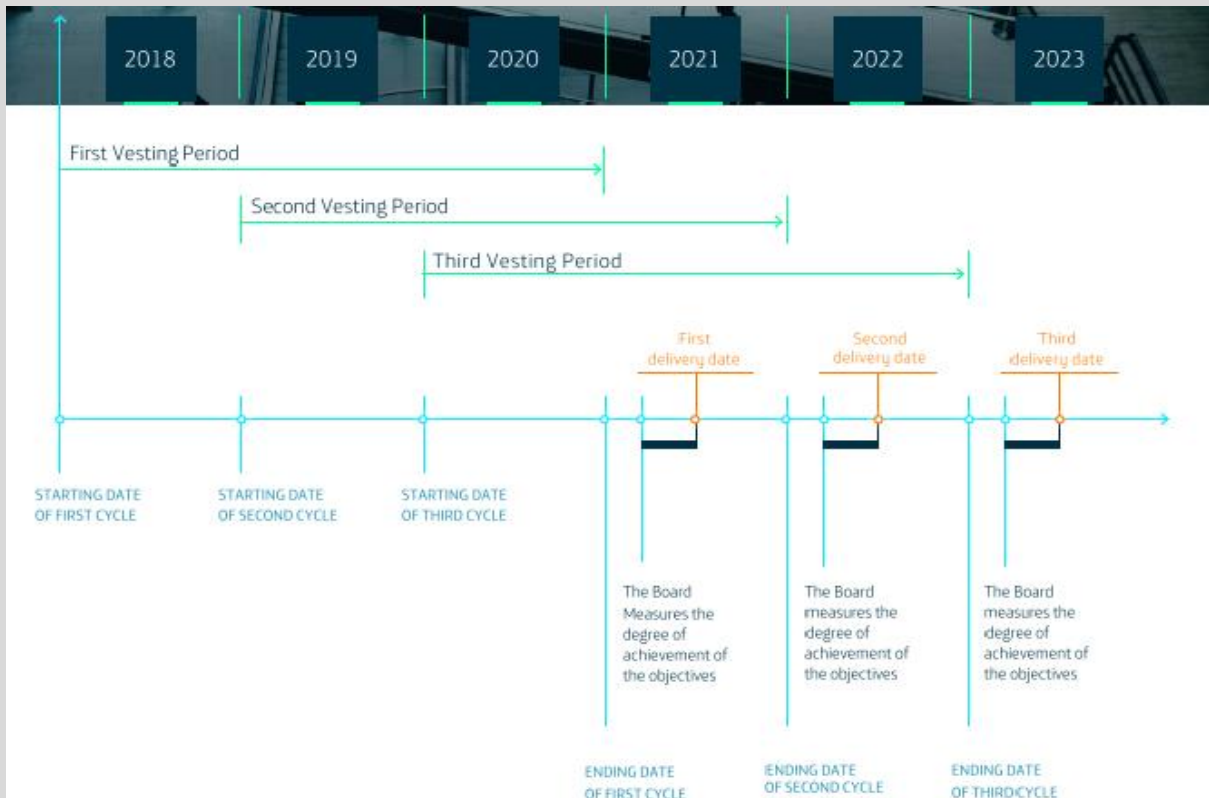 2018
2019
2020
2021
2022
2023
First Vesting Period
Second Vesting Period
Third Vesting Period
First
delivery date
Second
delivery date
Third
delivery date
STARTING DATE
OF FIRST CYCLE
STARTING DATE
OF SECOND CYCLE
STARTING DATE
OF THIRD CYCLE
The Board
Measures the
degree of
achievement of
the objectives
The Board
measures the
degree of
achievement of
the objectives
The Board
measures the
degree of
achievement of
the objectives
ENDING DATE
OF FIRST CYCLE
ENDING DATE
OF SECOND CYCLE
ENDING DATE
OF THIRD CYCLE